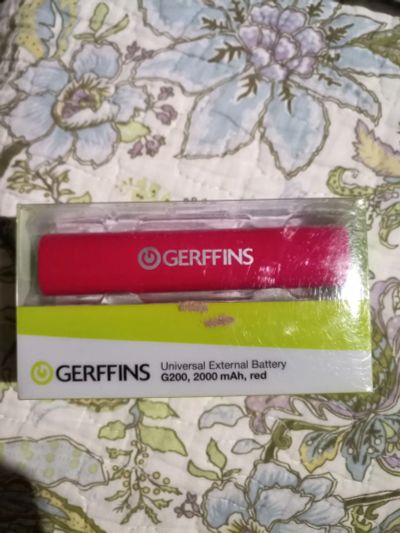 GERFFINS
GERFFINS
Universal External Battery
G200, 2000 mAh, red